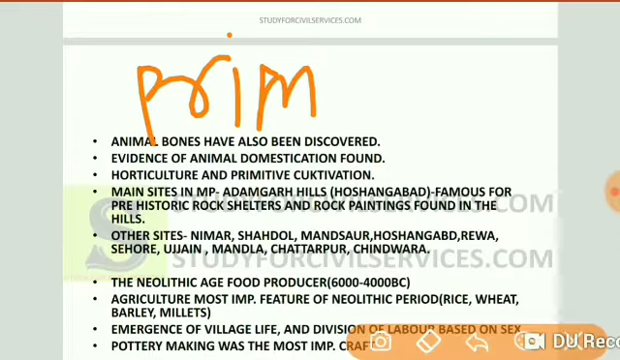 STUDYFORCIVILSERVICES.COM
prim
• ANIMAL BONES HAVE ALSO BEEN DISCOVERED.
• EVIDENCE OF ANIMAL DOMESTICATION FOUND.
• HORTICULTURE AND PRIMITIVE CUKTIVATION.
• MAIN SITES IN MP- ADAMGARH HILLS (HOSHANGABAD)-FAMOUS FOR
PRE HISTORIC ROCK SHELTERS AND ROCK PAINTINGS FOUND IN THE
HILLS.
STUDYFORCIVILSERVICES.COM
• OTHER SITES- NIMAR, SHAHDOL, MANDSAUR,HOSHANGABD,REWA,
SEHORE, UJJAIN , MANDLA, CHATTARPUR, CHINDWARA.
STUDYFORCIVILSERVICES.COM
• THE NEOLITHIC AGE FOOD PRODUCER(6000-4000BC)
• AGRICULTURE MOST IMP. FEATURE OF NEOLITHIC PERIOD(RICE, WHEAT,
BARLEY, MILLETS)
• EMERGENCE OF VILLAGE LIFE, AND DIVISION OF LABOUR BASED ON SEX
• POTTERY MAKING WAS THE MOST IMP. CRAFT
DU Reco